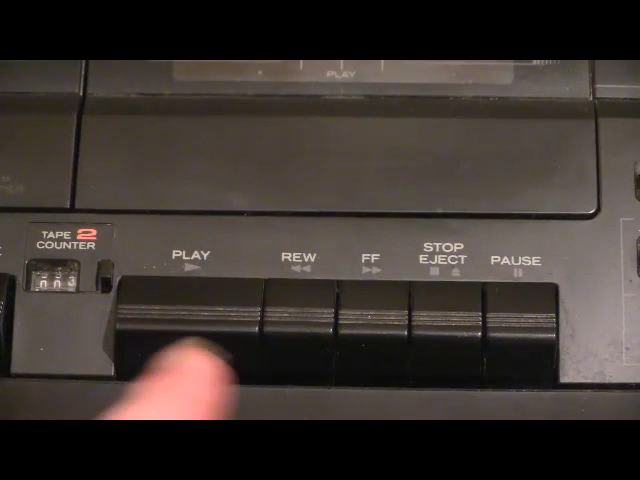 PLAY
TAPE 2
COUNTER
PLAY
REW
FF
STOP
EJECT
PAUSE